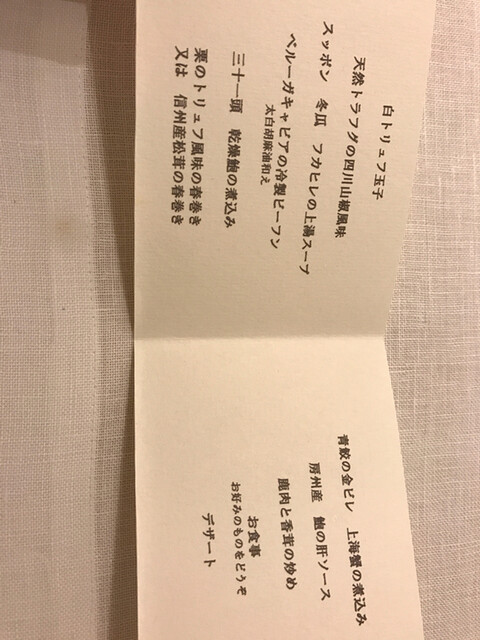 白トリュフ玉子
天然トラフグの四川山椒風味
スッポン 冬瓜 フカヒレの上湯スープ
ベルーガキャビアの冷製ビーフン
太白胡麻油和え
三十一頭 乾燥鮑の煮込み
栗のトリュフ風味の春巻き
又は 信州産松茸の春巻き
青鮫の金ビレ 上海蟹の煮込み
房州産 鮑の肝ソース
鹿肉と香茸の炒め
お食事
お好みのものをどうぞ
デザート